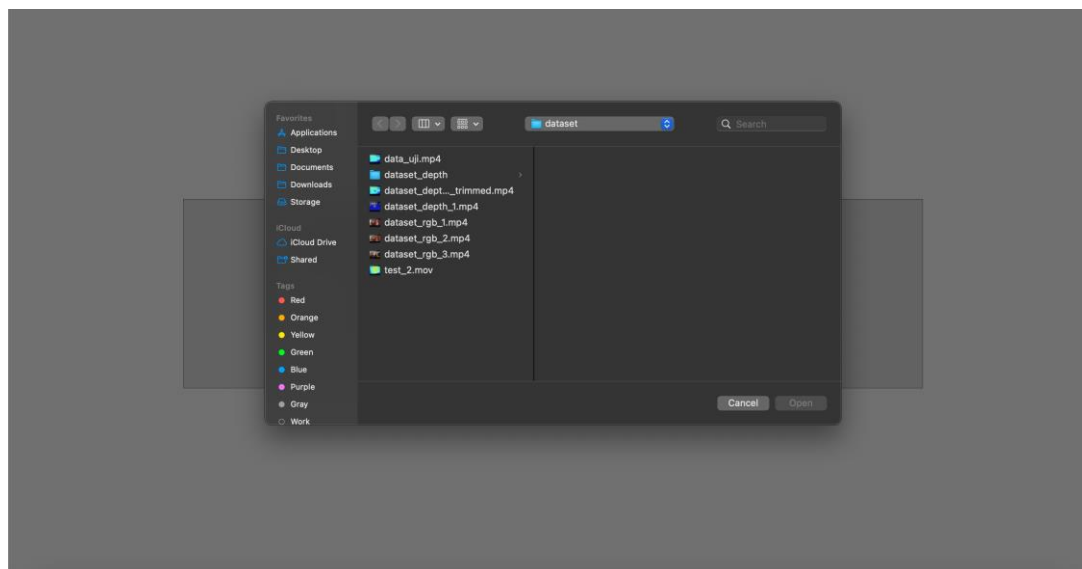 Favorites
Applications
Desktop
Documents
Downloads
Storage
iCloud
iCloud Drive
Shared
Tags
Red
Orange
Yellow
Green
Blue
Purple
Gray
Work
dataset
Search
data_uji.mp4
dataset_depth
dataset_dept..._trimmed.mp4
dataset_depth_1.mp4
dataset_rgb_1.mp4
dataset_rgb_2.mp4
dataset_rgb_3.mp4
test_2.mov
Cancel
Open